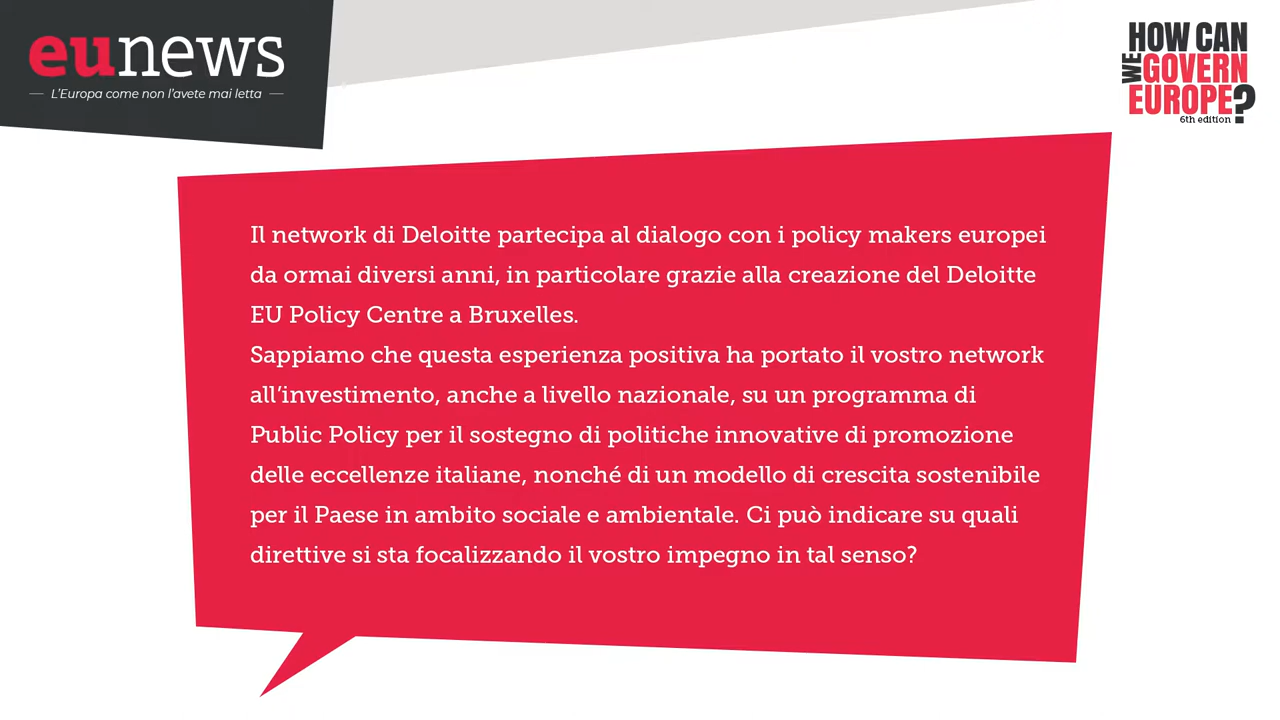 eunews
L'Europa come non l'avete mai letta
HOW CAN
WE GOVERN
EUROPE?
6th edition
Il network di Deloitte partecipa al dialogo con i policy makers europei
da ormai diversi anni, in particolare grazie alla creazione del Deloitte
EU Policy Centre a Bruxelles.
Sappiamo che questa esperienza positiva ha portato il vostro network
all'investimento, anche a livello nazionale, su un programma di
Public Policy per il sostegno di politiche innovative di promozione
delle eccellenze italiane, nonché di un modello di crescita sostenibile
per il Paese in ambito sociale e ambientale. Ci può indicare su quali
direttive si sta focalizzando il vostro impegno in tal senso?